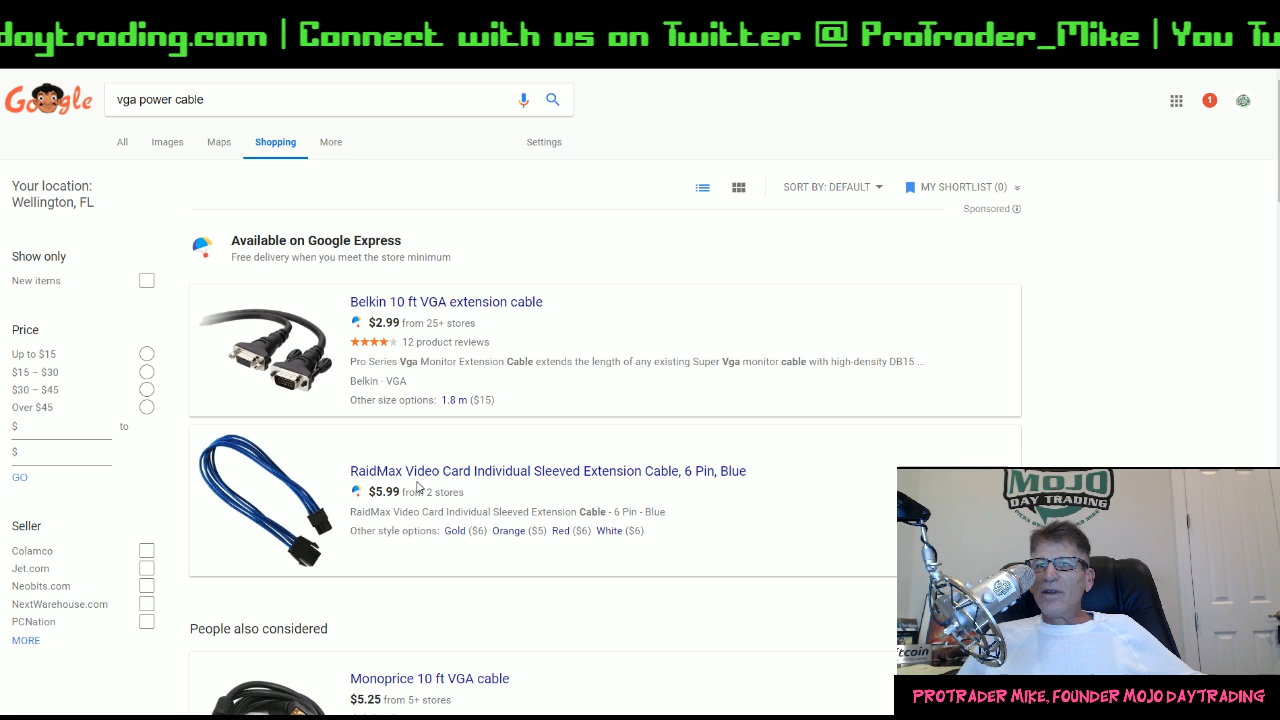 daytrading.com | Connect with us on Twitter @ ProTrader_Mike | You Tu
Google
vga power cable
1
All Images Maps Shopping More Settings
Your location:
Wellington, FL
SORT BY: DEFAULT
MY SHORTLIST (0)
Sponsored
Available on Google Express
Free delivery when you meet the store minimum
Show only
New items
Price
Up to $15
$15 – $30
$30 – $45
Over $45
$ to
$
GO
Seller
Colamco
Jet.com
Neobits.com
NextWarehouse.com
PCNation
MORE
Belkin 10 ft VGA extension cable
$2.99 from 25+ stores
12 product reviews
Pro Series Vga Monitor Extension Cable extends the length of any existing Super Vga monitor cable with high-density DB15 ...
Belkin · VGA
Other size options: 1.8 m ($15)
RaidMax Video Card Individual Sleeved Extension Cable, 6 Pin, Blue
$5.99 from 2 stores
RaidMax Video Card Individual Sleeved Extension Cable - 6 Pin - Blue
Other style options: Gold ($6) Orange ($5) Red ($6) White ($6)
People also considered
Monoprice 10 ft VGA cable
$5.25 from 5+ stores
MOJO
DAY TRADING
itcoin
PROTRADER MIKE, FOUNDER MOJO DAYTRADING